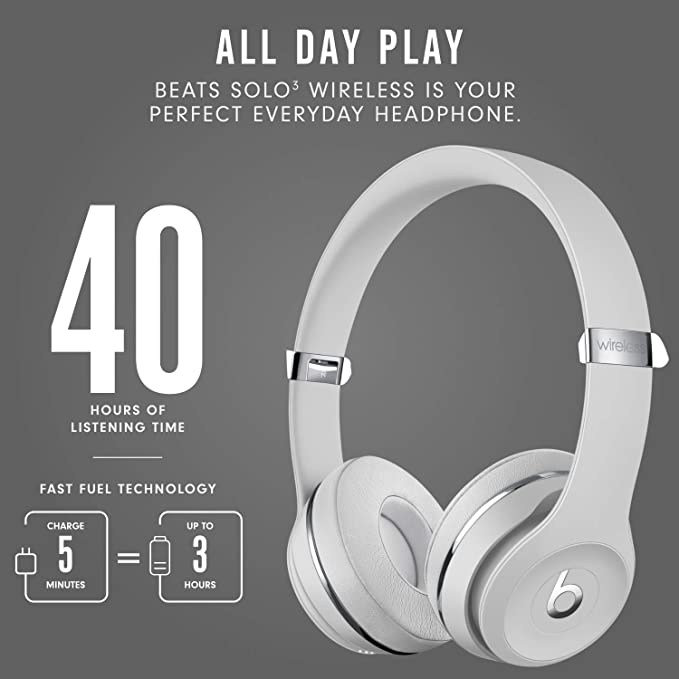 ALL DAY PLAY
BEATS SOLO³ WIRELESS IS YOUR
PERFECT EVERYDAY HEADPHONE.
40
HOURS OF
LISTENING TIME
FAST FUEL TECHNOLOGY
CHARGE
5
MINUTES
=
UP TO
3
HOURS
wireless
b